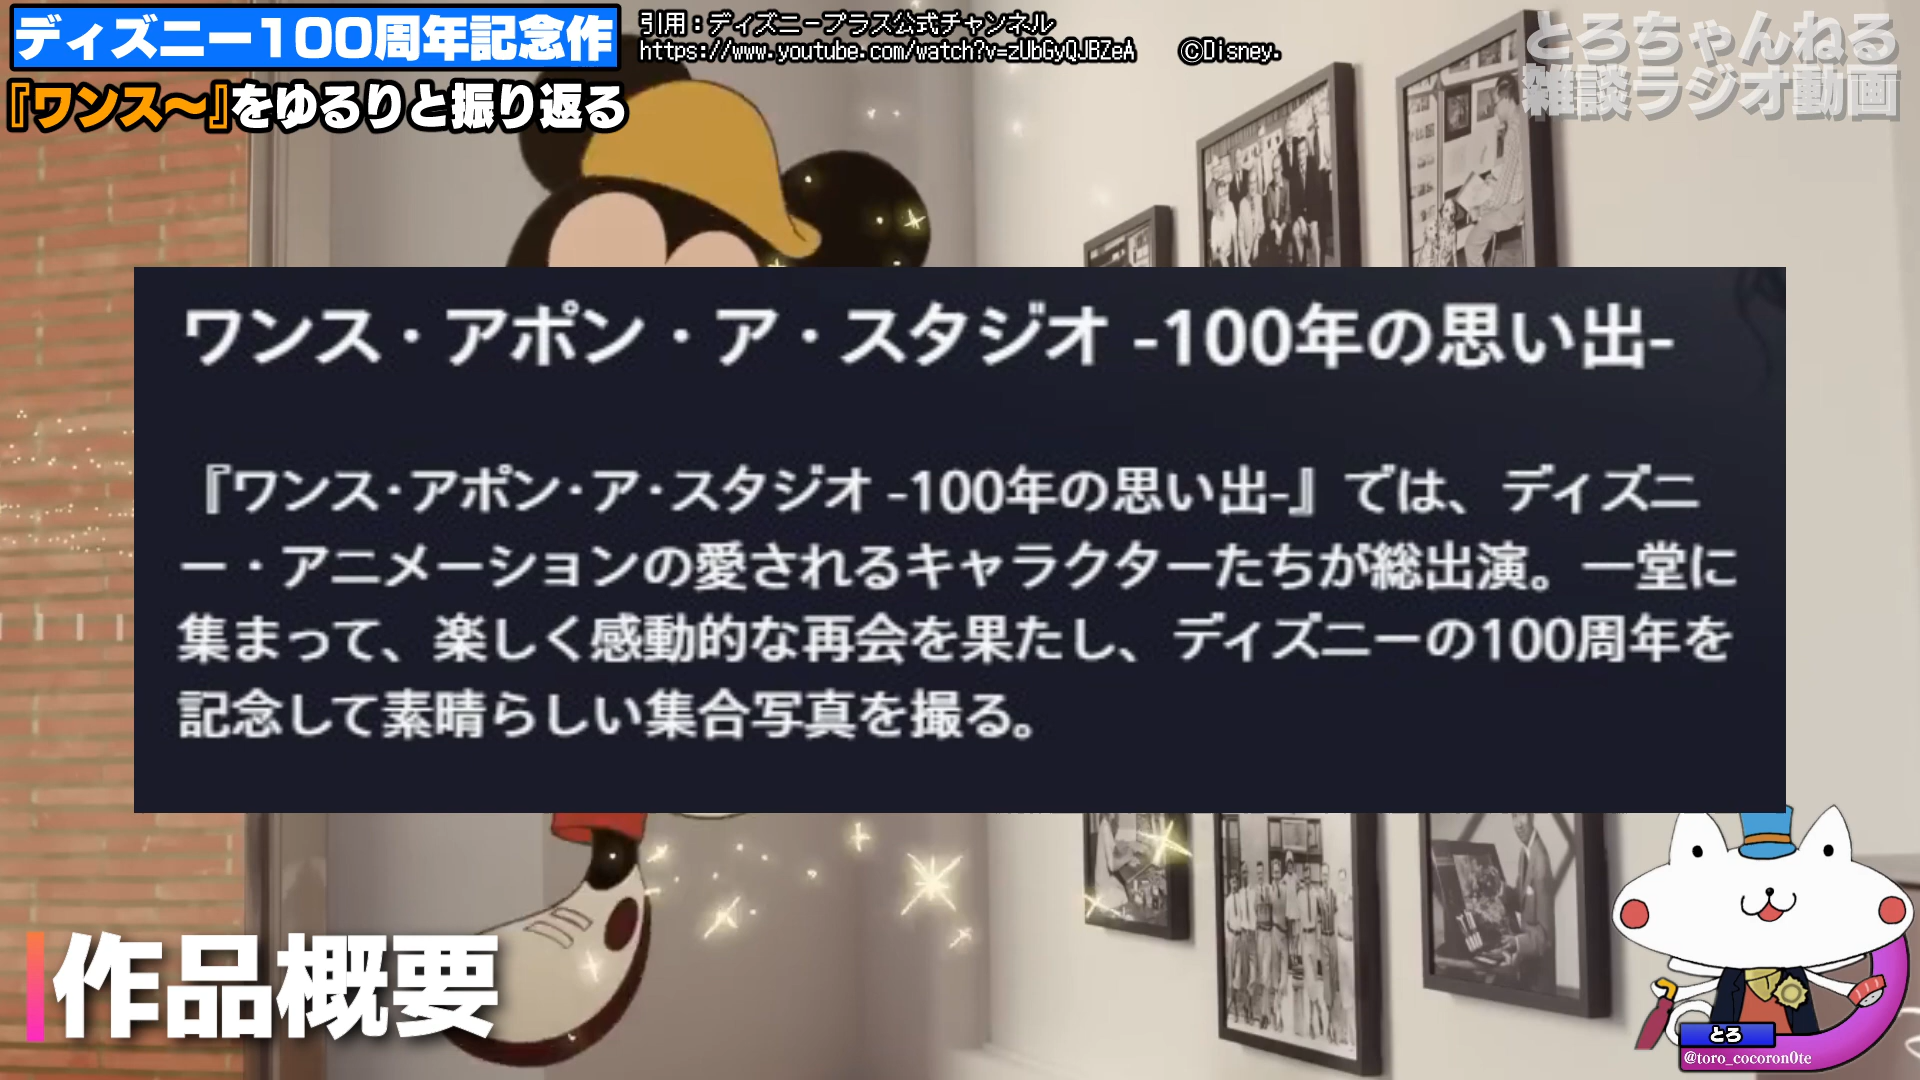 ディズニー100周年記念作
『ワンス～』をゆるりと振り返る
引用：ディズニープラス公式チャンネル
https://www.youtube.com/watch?v=zUbGyQJBZeA ©Disney.
とろちゃんねる
雑談ラジオ動画
ワンス・アポン・ア・スタジオ -100年の思い出-
『ワンス・アポン・ア・スタジオ -100年の思い出-』では、ディズニ
ー・アニメーションの愛されるキャラクターたちが総出演。一堂に
集まって、楽しく感動的な再会を果たし、ディズニーの100周年を
記念して素晴らしい集合写真を撮る。
作品概要
とろ
@toro_cocoron0te